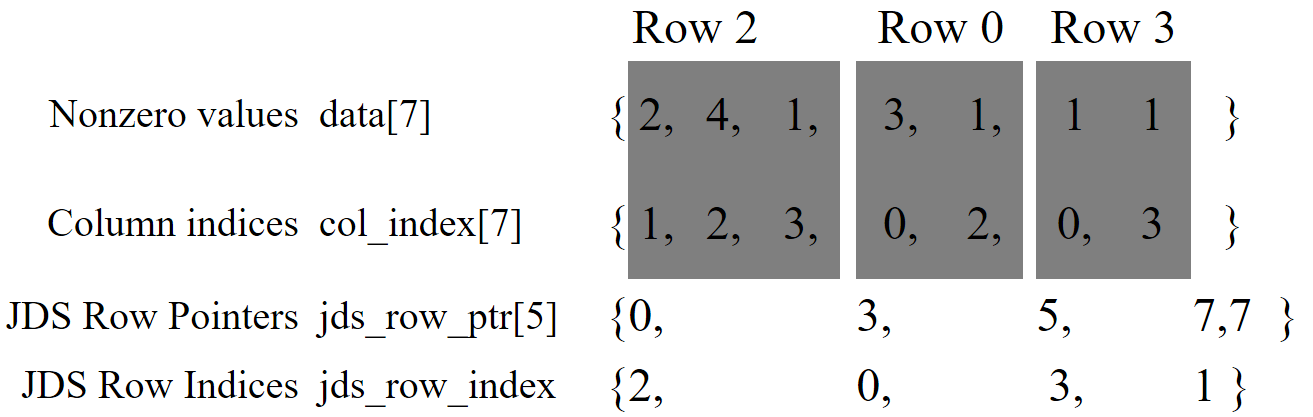 Row 2 Row 0 Row 3
Nonzero values data[7] {2, 4, 1, 3, 1, 1 1 }
Column indices col_index[7] {1, 2, 3, 0, 2, 0, 3 }
JDS Row Pointers jds_row_ptr[5] {0, 3, 5, 7,7 }
JDS Row Indices jds_row_index {2, 0, 3, 1 }